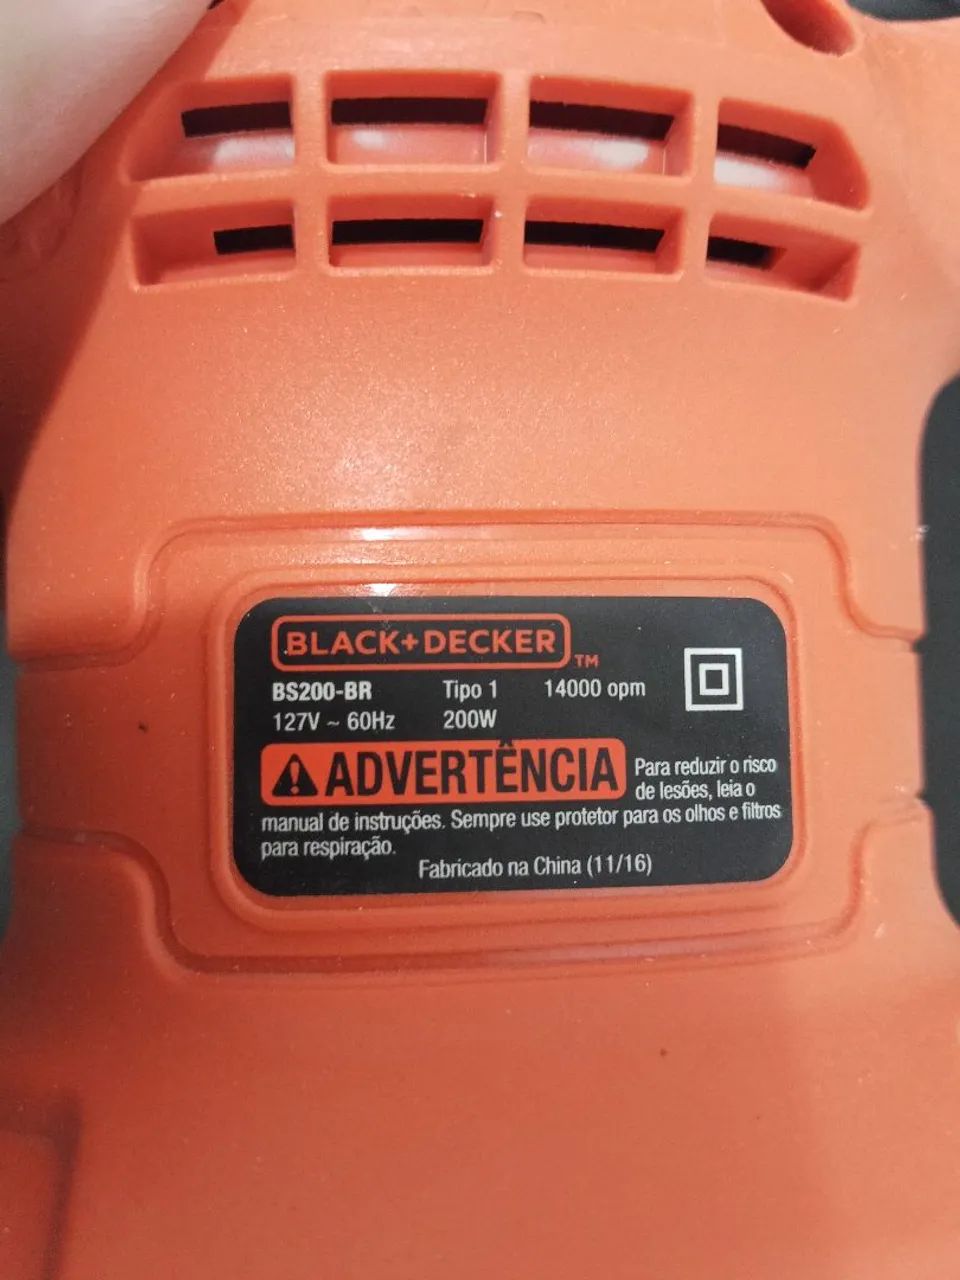 BLACK+DECKER TM
BS200-BR Tipo 1 14000 opm
127V ~ 60Hz 200W
ADVERTÊNCIA Para reduzir o risco
de lesões, leia o
manual de instruções. Sempre use protetor para os olhos e filtros
para respiração.
Fabricado na China (11/16)